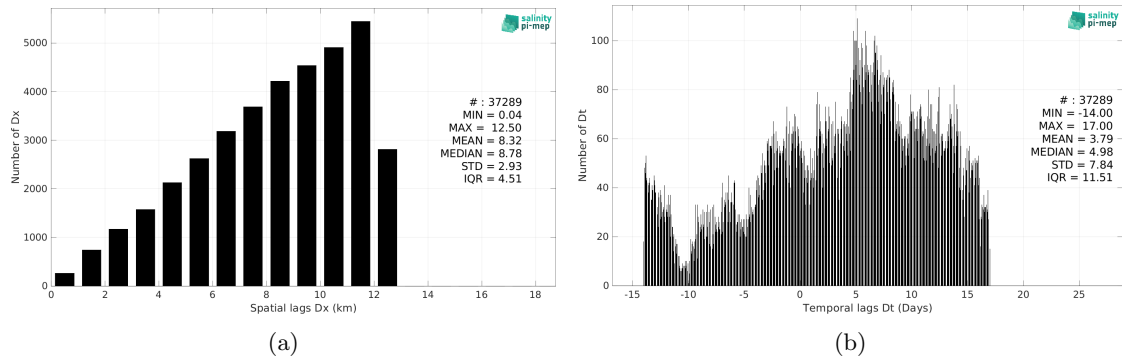 salinity
pi-mep
Number of Dx
5000
4000
3000
2000
1000
0
# : 37289
MIN = 0.04
MAX = 12.50
MEAN = 8.32
MEDIAN = 8.78
STD = 2.93
IQR = 4.51
0 2 4 6 8 10 12 14 16 18
Spatial lags Dx (km)
(a)
salinity
pi-mep
Number of Dt
100
80
60
40
20
0
# : 37289
MIN = -14.00
MAX = 17.00
MEAN = 3.79
MEDIAN = 4.98
STD = 7.84
IQR = 11.51
-15 -10 -5 0 5 10 15 20 25
Temporal lags Dt (Days)
(b)